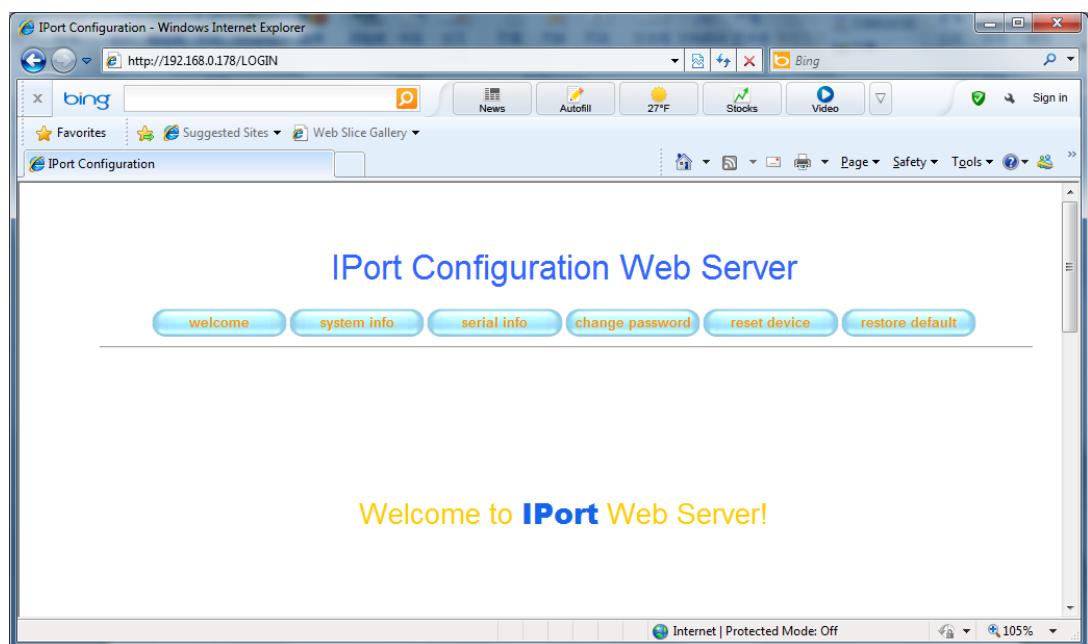 IPort Configuration - Windows Internet Explorer
http://192.168.0.178/LOGIN
Bing
x bing News Autofill 27°F Stocks Video Sign in
Favorites Suggested Sites Web Slice Gallery
IPort Configuration Page Safety Tools
IPort Configuration Web Server
welcome system info serial info change password reset device restore default
Welcome to IPort Web Server!
Internet | Protected Mode: Off 105%